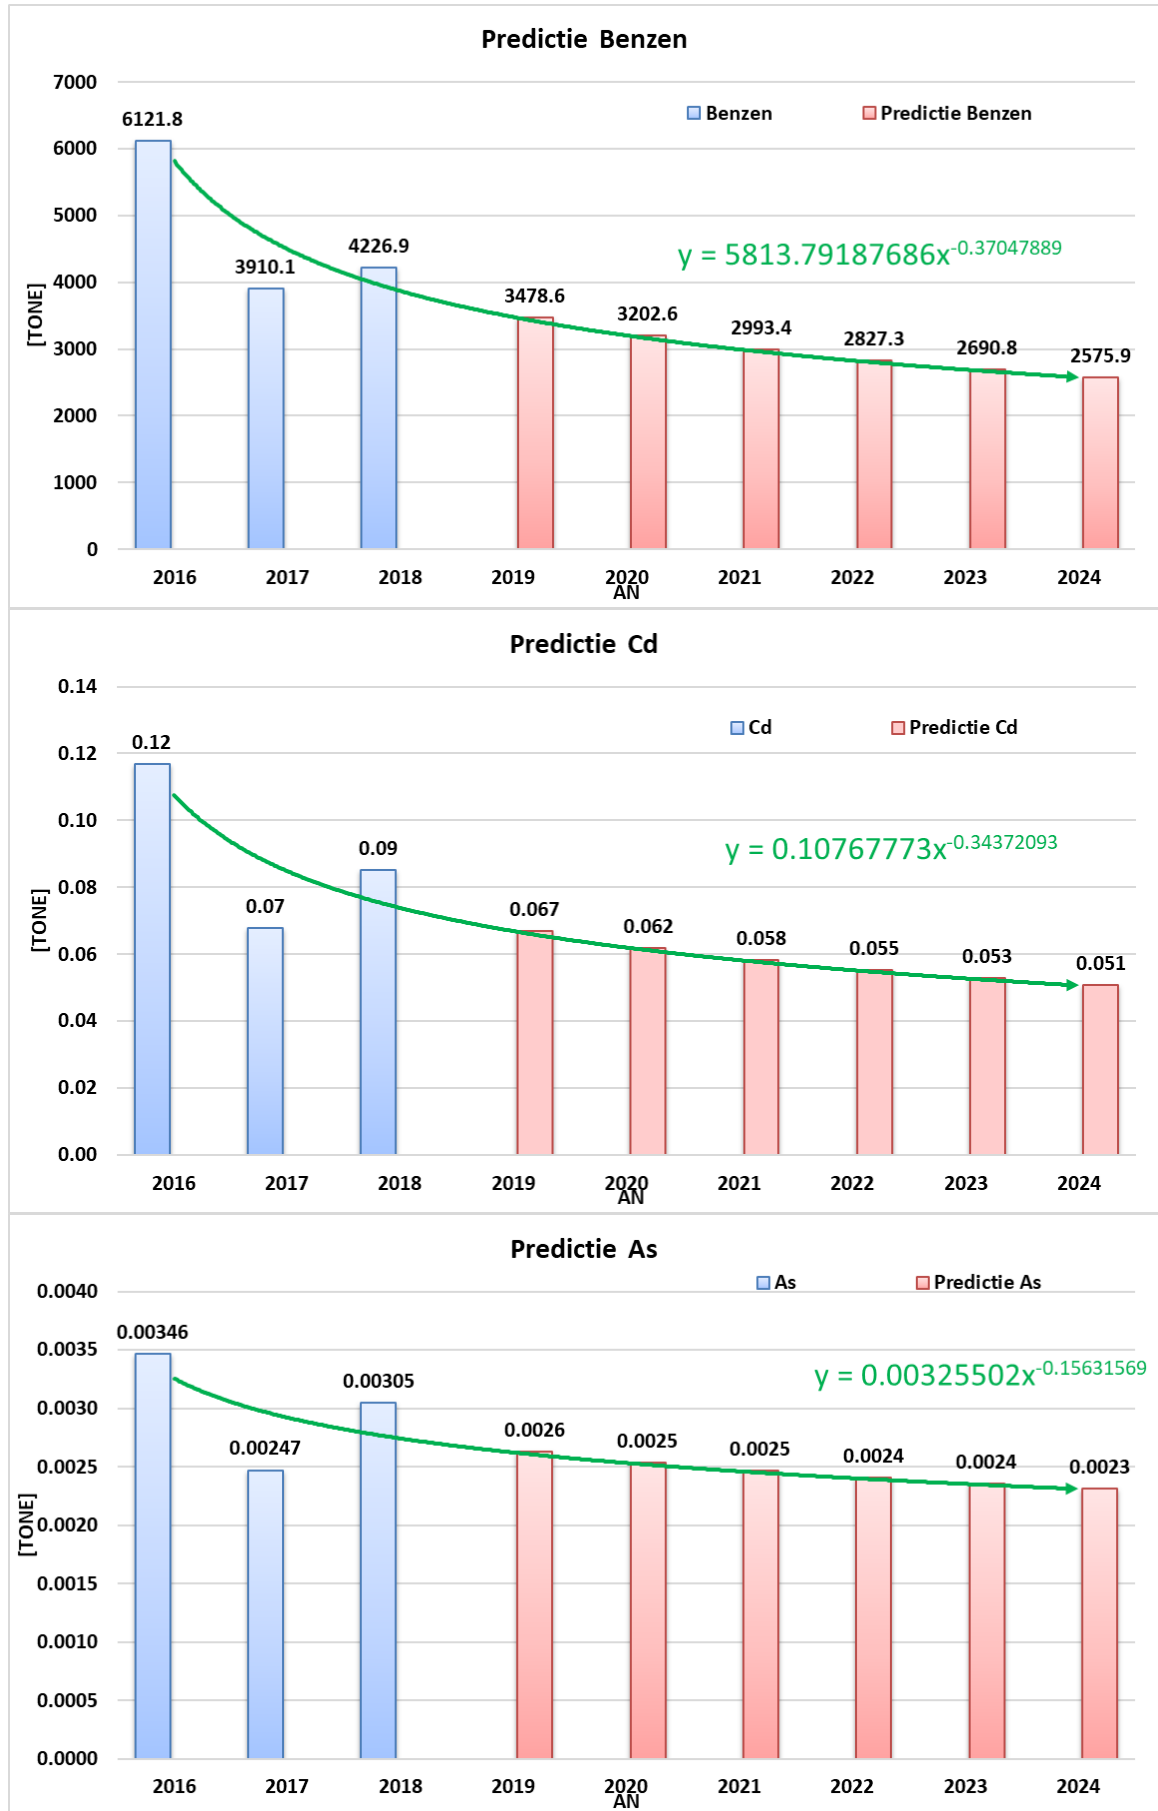 Predictie Benzen
7000
6000
5000
4000
3000
2000
1000
0
[TONE]
Benzen
Predictie Benzen
y = 5813.79187686x^-0.37047889
6121.8
3910.1
4226.9
3478.6
3202.6
2993.4
2827.3
2690.8
2575.9
2016 2017 2018 2019 2020 2021 2022 2023 2024
AN
Predictie Cd
0.14
0.12
0.10
0.08
0.06
0.04
0.02
0.00
[TONE]
Cd
Predictie Cd
y = 0.10767773x^-0.34372093
0.12
0.07
0.09
0.067
0.062
0.058
0.055
0.053
0.051
2016 2017 2018 2019 2020 2021 2022 2023 2024
AN
Predictie As
0.0040
0.0035
0.0030
0.0025
0.0020
0.0015
0.0010
0.0005
0.0000
[TONE]
As
Predictie As
y = 0.00325502x^-0.15631569
0.00346
0.00247
0.00305
0.0026
0.0025
0.0025
0.0024
0.0024
0.0023
2016 2017 2018 2019 2020 2021 2022 2023 2024
AN